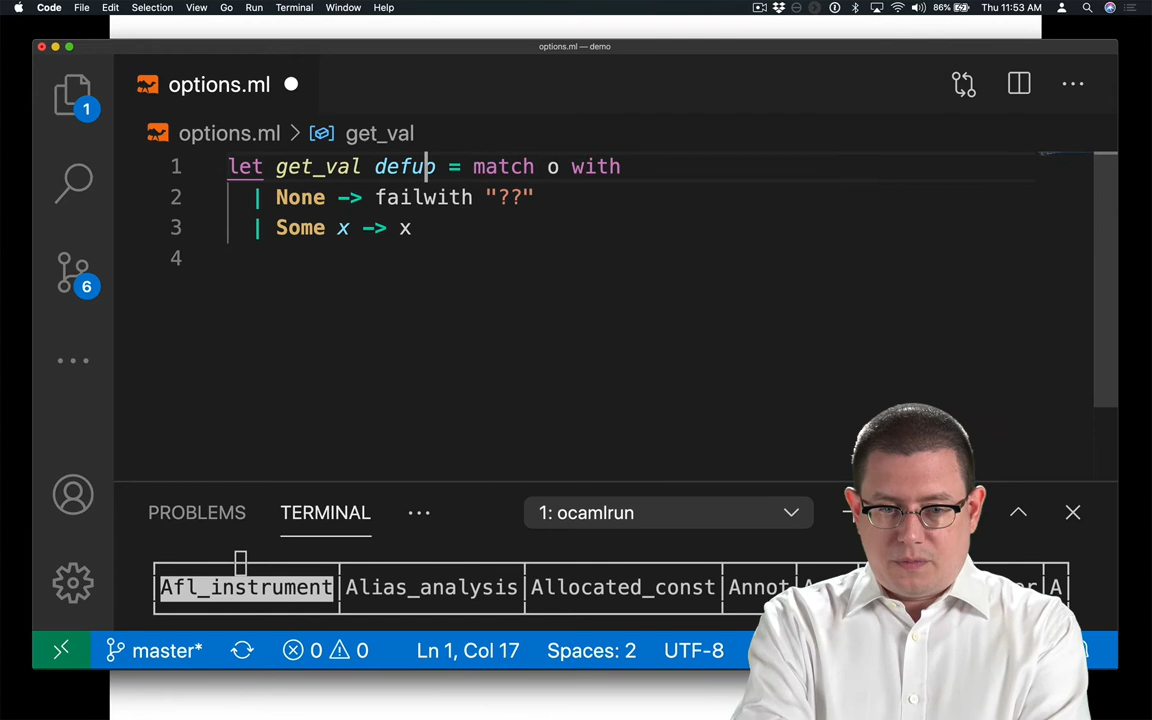 Code File Edit Selection View Go Run Terminal Window Help 86% Thu 11:53 AM
options.ml — demo
options.ml
1
options.ml > get_val
1 let get_val defup = match o with
2 | None -> failwith "??"
3 | Some x -> x
4
6
PROBLEMS TERMINAL 1: ocamlrun
Afl_instrument Alias_analysis Allocated_const Annot A
master* 0 0 Ln 1, Col 17 Spaces: 2 UTF-8